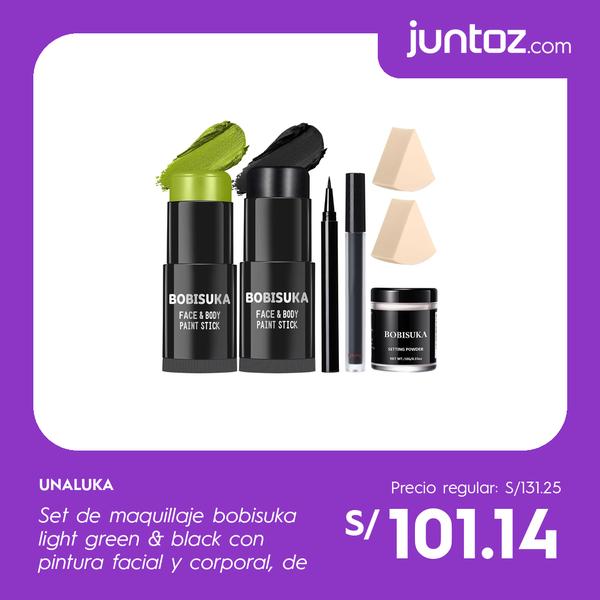 juntoz.com
BOBISUKA
FACE & BODY
PAINT STICK
BOBISUKA
FACE & BODY
PAINT STICK
BOBISUKA
SETTING POWDER
UNALUKA
Set de maquillaje bobisuka
light green & black con
pintura facial y corporal, de
Precio regular: S/131.25
S/101.14